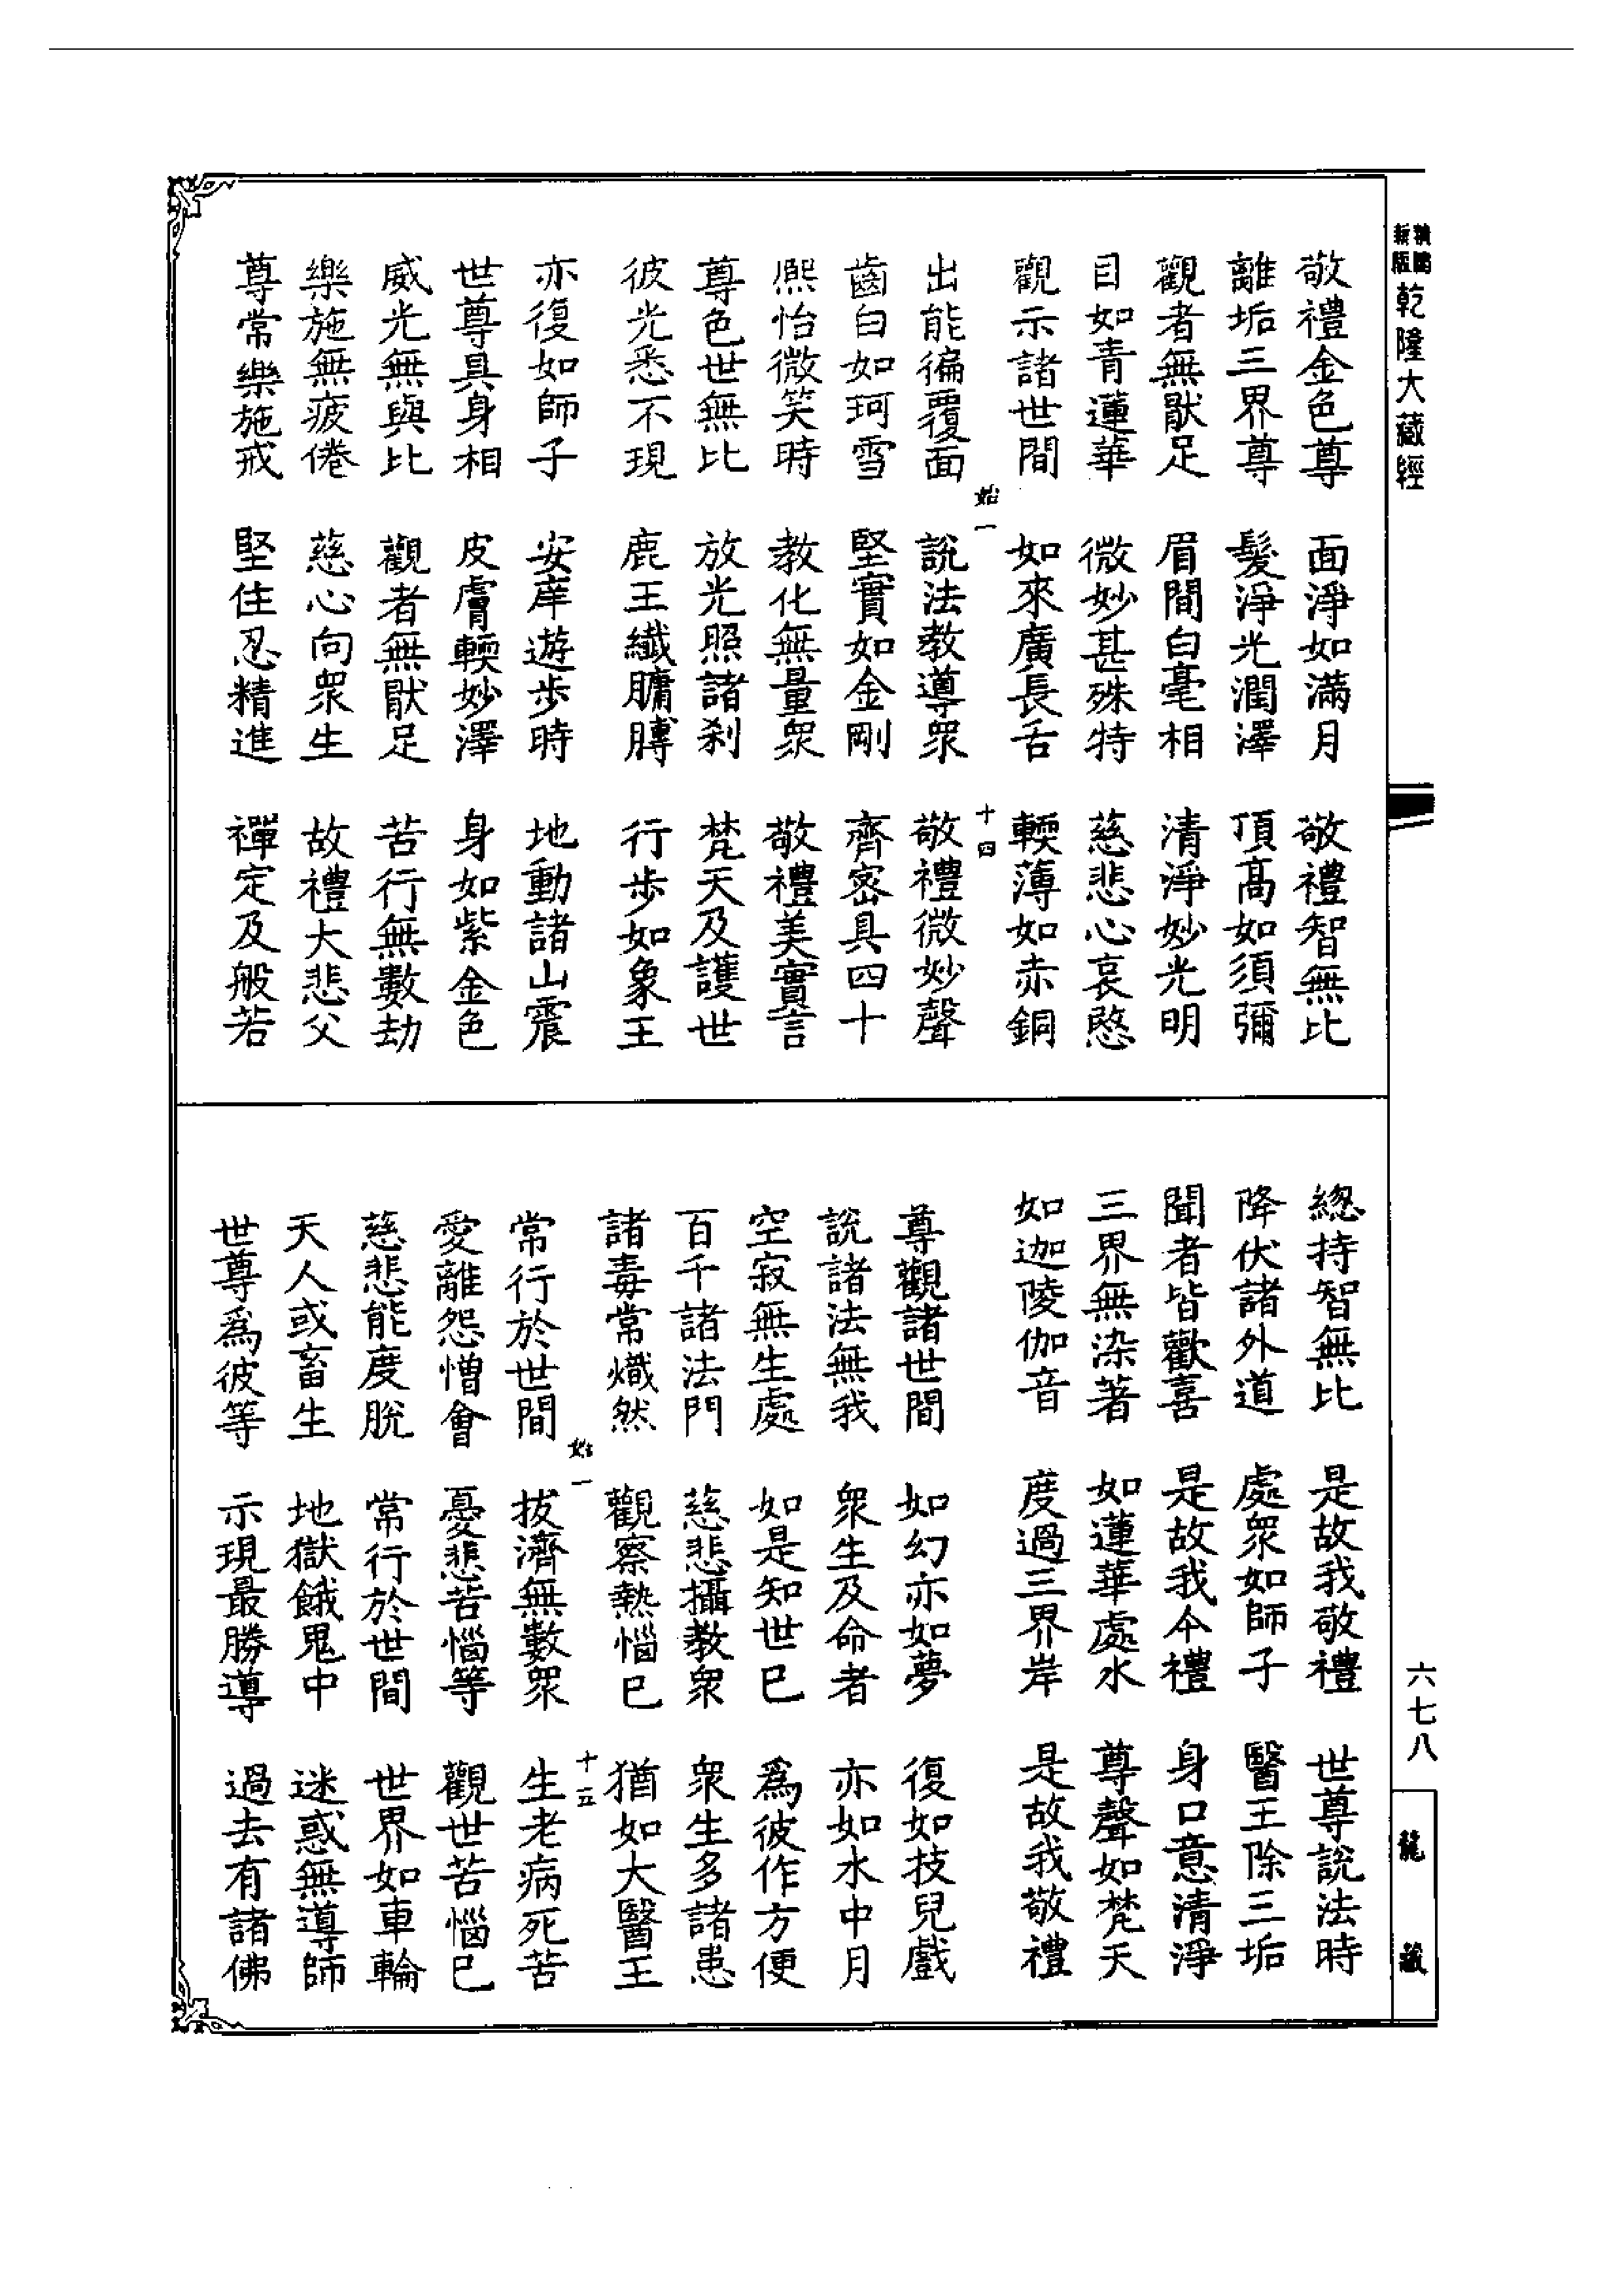 精雕新版乾隆大藏經
敬禮金色尊　面淨如滿月　敬禮智無比
離垢三界尊　髮淨光潤澤　頂高如須彌
觀者無猒足　眉間白毫相　清淨妙光明
目如青蓮華　微妙甚殊特　慈悲心哀愍
觀示諸世間　如來廣長舌　輭薄如赤銅
始一　十四
出能徧覆面　說法教導眾　敬禮微妙聲
齒白如珂雪　堅實如金剛　齊密具四十
熙怡微笑時　教化無量眾　敬禮美實言
尊色世無比　放光照諸刹　梵天及護世
彼光悉不現　鹿王纖𦟛膞　行步如象王
亦復如師子　安庠遊步時　地動諸山震
世尊具身相　皮膚輭妙澤　身如紫金色
威光無與比　觀者無猒足　苦行無數劫
樂施無疲倦　慈心向眾生　故禮大悲父
尊常樂施戒　堅住忍精進　禪定及般若
總持智無比　是故我敬禮　世尊說法時
降伏諸外道　處眾如師子　醫王除三垢
聞者皆歡喜　是故我今禮　身口意清淨
三界無染著　如蓮華處水　尊聲如梵天
如迦陵伽音　度過三界岸　是故我敬禮
尊觀諸世間　如幻亦如夢　復如技兒戲
說諸法無我　眾生及命者　亦如水中月
空寂無生處　如是知世已　為彼作方便
百千諸法門　慈悲攝教眾　眾生多諸患
諸毒常熾然　觀察熱惱已　猶如大醫王
始一　十五
常行於世間　拔濟無數眾　生老病死苦
愛離怨憎會　憂悲苦惱等　觀世苦惱已
慈悲能度脫　常行於世間　世界如車輪
天人或畜生　地獄餓鬼中　迷惑無導師
世尊為彼等　示現最勝導　過去有諸佛
六七八
龍藏